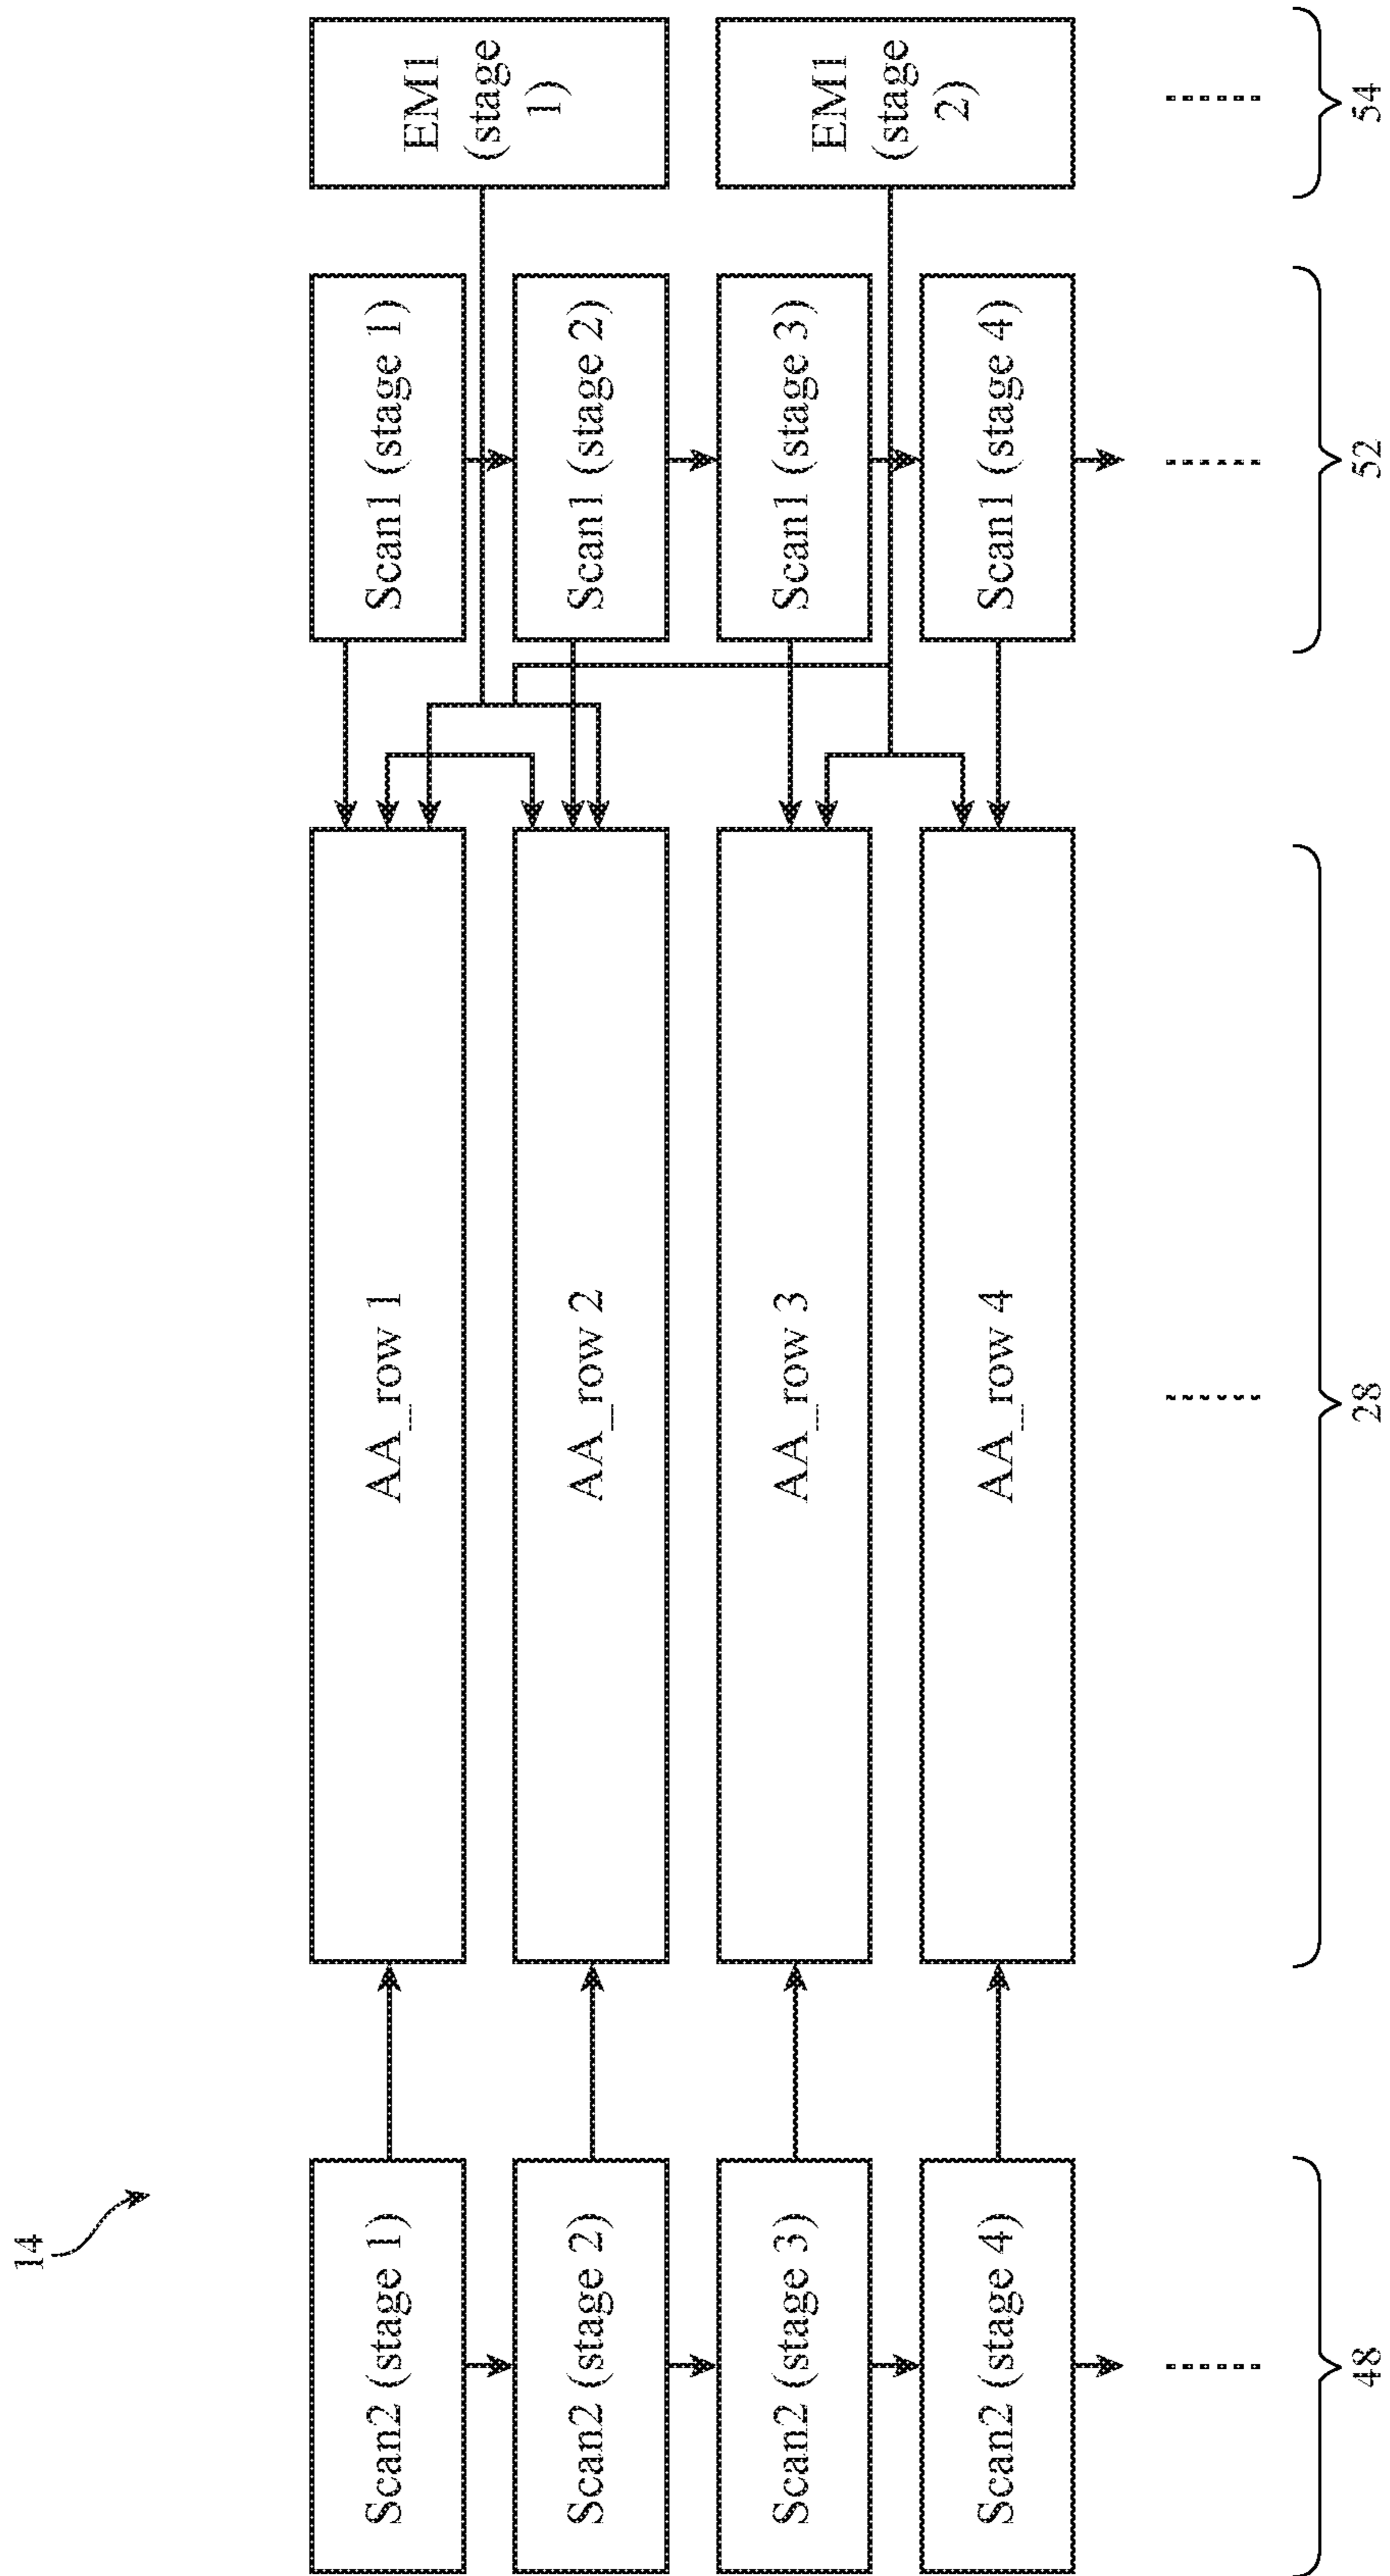 14
Scan2 (stage 1)
AA_row 1
Scan1 (stage 1)
EM1
(stage
1)
Scan2 (stage 2)
AA_row 2
Scan1 (stage 2)
Scan2 (stage 3)
AA_row 3
Scan1 (stage 3)
EM1
(stage
2)
Scan2 (stage 4)
AA_row 4
Scan1 (stage 4)
48
28
52
54